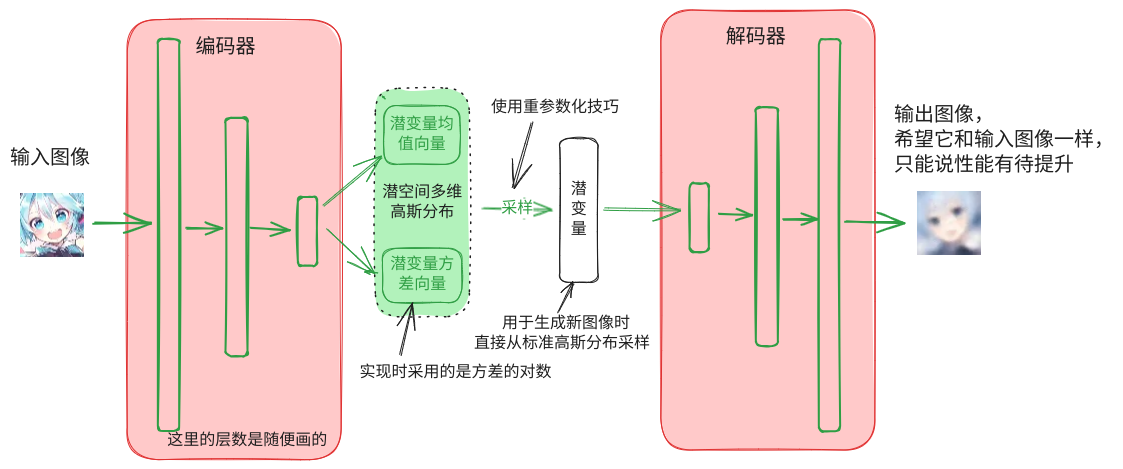 编码器
解码器
输入图像
潜变量均
值向量
潜空间多维
高斯分布
潜变量方
差向量
使用重参数化技巧
采样
潜
变
量
输出图像，
希望它和输入图像一样，
只能说性能有待提升
用于生成新图像时
直接从标准高斯分布采样
实现时采用的是方差的对数
这里的层数是随便画的